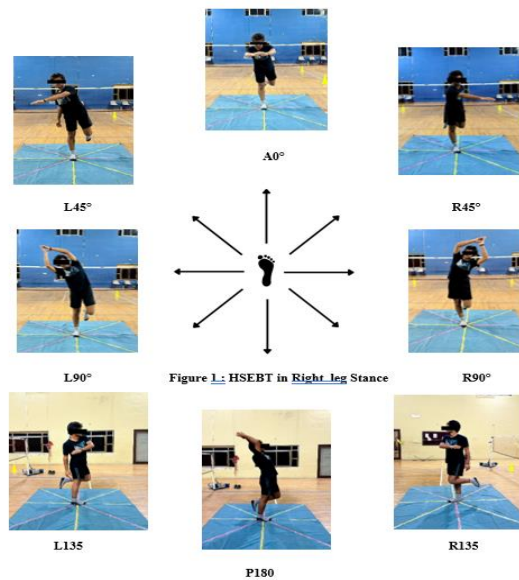 A0°
L45°
R45°
L90°
Figure 1.: HSEBT in Right leg Stance
R90°
L135
R135
P180